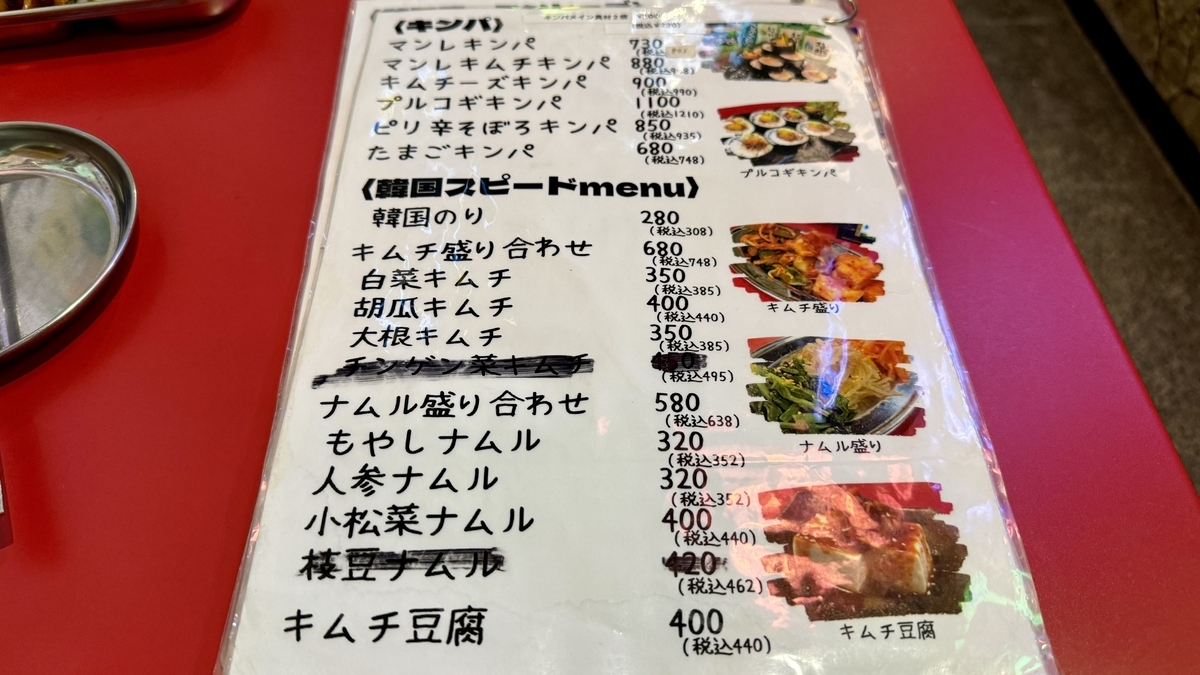 〈キンパ〉
マンレキンパ 730
マンレキムチキンパ 880
キムチーズキンパ 900
(税込990)
プルコギキンパ 1100
(税込1210)
ピリ辛そぼろキンパ 850
(税込935)
たまごキンパ 680
(税込748)
プルコギキンパ
〈韓国スピードmenu〉
韓国のり 280
(税込308)
キムチ盛り合わせ 680
(税込748)
白菜キムチ 350
(税込385)
胡瓜キムチ 400
(税込440)
キムチ盛り
大根キムチ 350
(税込385)
チンゲン菜キムチ
(税込495)
ナムル盛り合わせ 580
(税込638)
もやしナムル 320
(税込352)
ナムル盛り
人参ナムル 320
(税込352)
小松菜ナムル 400
(税込440)
枝豆ナムル 420
(税込462)
キムチ豆腐 400
(税込440)
キムチ豆腐